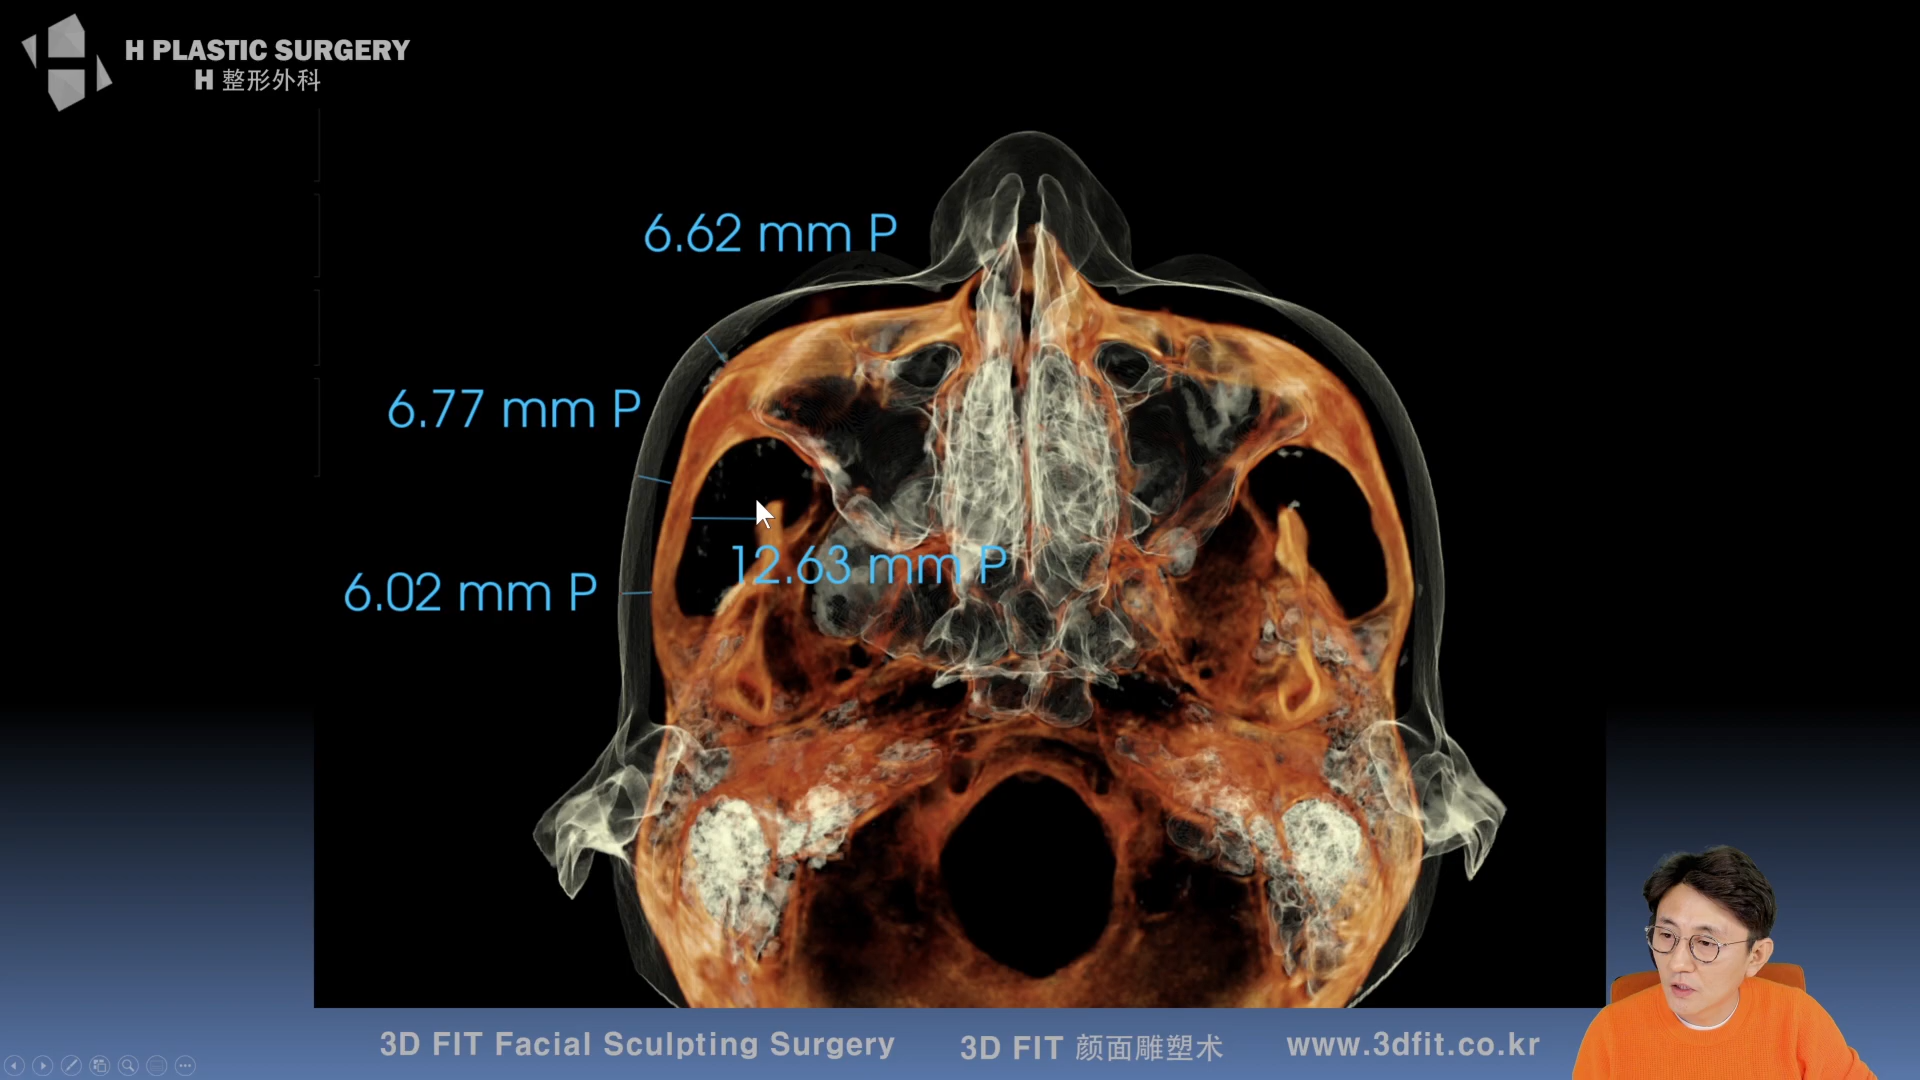 H PLASTIC SURGERY
H 整形外科
6.62 mm P
6.77 mm P
12.63 mm P
6.02 mm P
3D FIT Facial Sculpting Surgery
3D FIT 颜面雕塑术
www.3dfit.co.kr